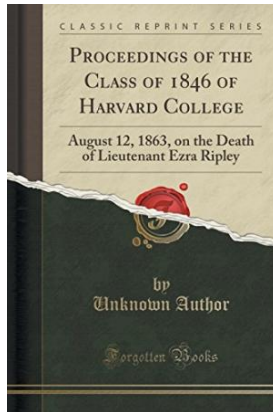 CLASSIC REPRINT SERIES
PROCEEDINGS OF THE
CLASS OF 1846 OF
HARVARD COLLEGE
August 12, 1863, on the Death
of Lieutenant Ezra Ripley
by
Unknown Author
Forgotten Books